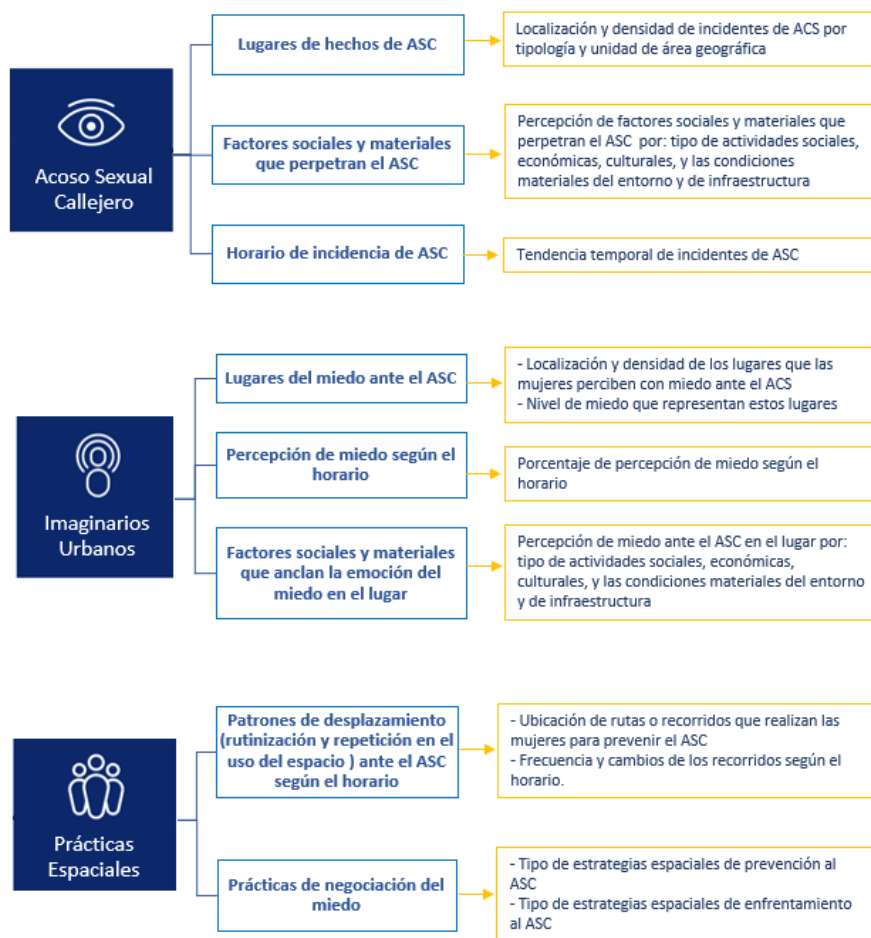 Acoso Sexual
Callejero
Lugares de hechos de ASC
Localización y densidad de incidentes de ACS por
tipología y unidad de área geográfica
Factores sociales y materiales
que perpetran el ASC
Percepción de factores sociales y materiales que
perpetran el ASC por: tipo de actividades sociales,
económicas, culturales, y las condiciones
materiales del entorno y de infraestructura
Horario de incidencia de ASC
Tendencia temporal de incidentes de ASC
Imaginarios
Urbanos
Lugares del miedo ante el ASC
- Localización y densidad de los lugares que las
mujeres perciben con miedo ante el ACS
- Nivel de miedo que representan estos lugares
Percepción de miedo según el
horario
Porcentaje de percepción de miedo según el
horario
Factores sociales y materiales
que anclan la emoción del
miedo en el lugar
Percepción de miedo ante el ASC en el lugar por:
tipo de actividades sociales, económicas,
culturales, y las condiciones materiales del entorno
y de infraestructura
Prácticas
Espaciales
Patrones de desplazamiento
(rutinización y repetición en el
uso del espacio ) ante el ASC
según el horario
- Ubicación de rutas o recorridos que realizan las
mujeres para prevenir el ASC
- Frecuencia y cambios de los recorridos según el
horario.
Prácticas de negociación del
miedo
- Tipo de estrategias espaciales de prevención al
ASC
- Tipo de estrategias espaciales de enfrentamiento
al ASC